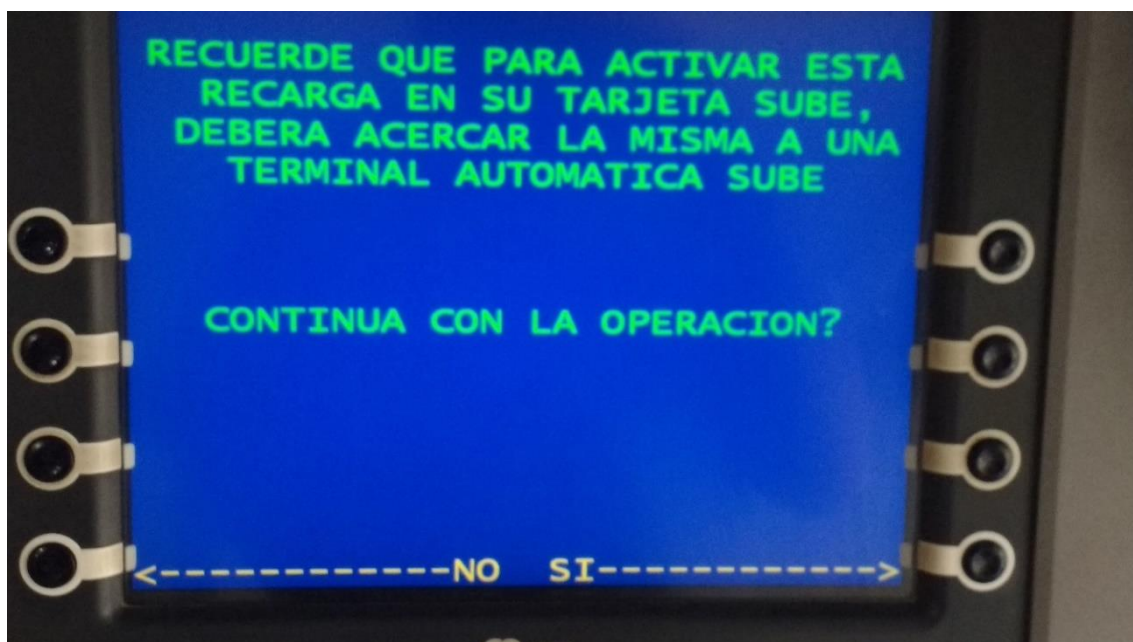 RECUERDE QUE PARA ACTIVAR ESTA
RECARGA EN SU TARJETA SUBE,
DEBERA ACERCAR LA MISMA A UNA
TERMINAL AUTOMATICA SUBE
CONTINUA CON LA OPERACION?
<------------NO SI------------>